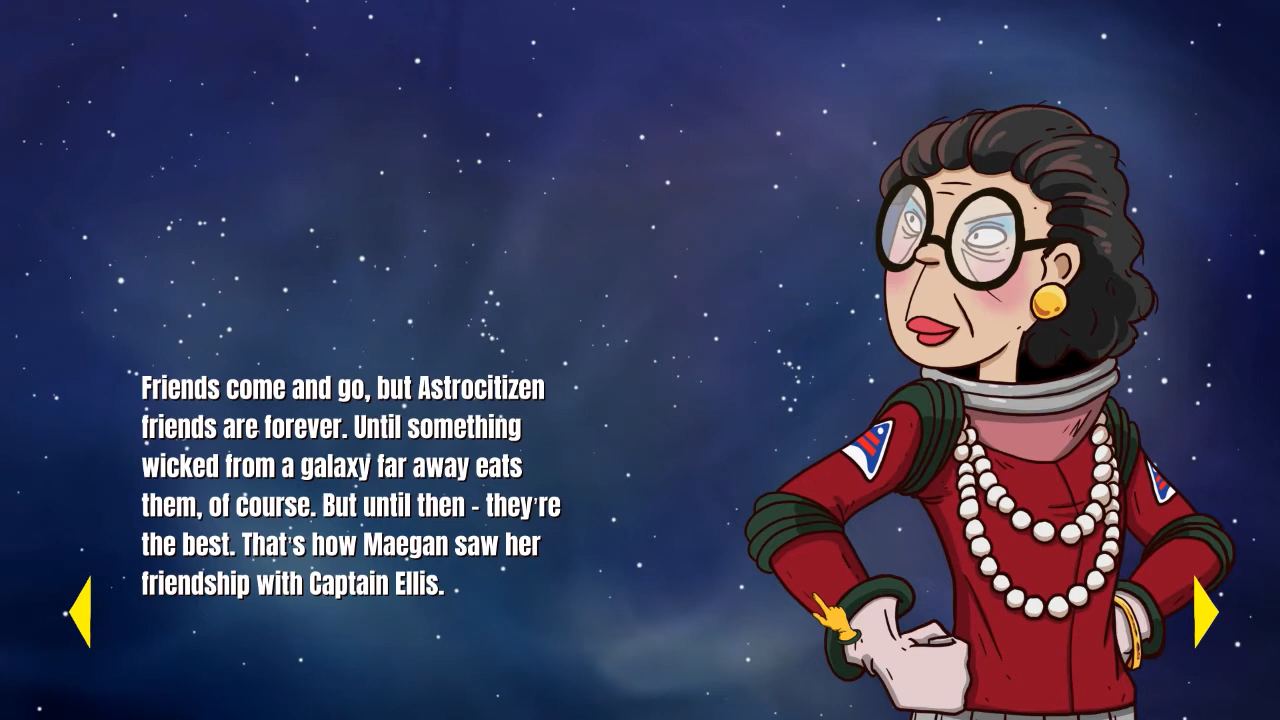 Friends come and go, but Astrocitizen
friends are forever. Until something
wicked from a galaxy far away eats
them, of course. But until then - they're
the best. That's how Maegan saw her
friendship with Captain Ellis.